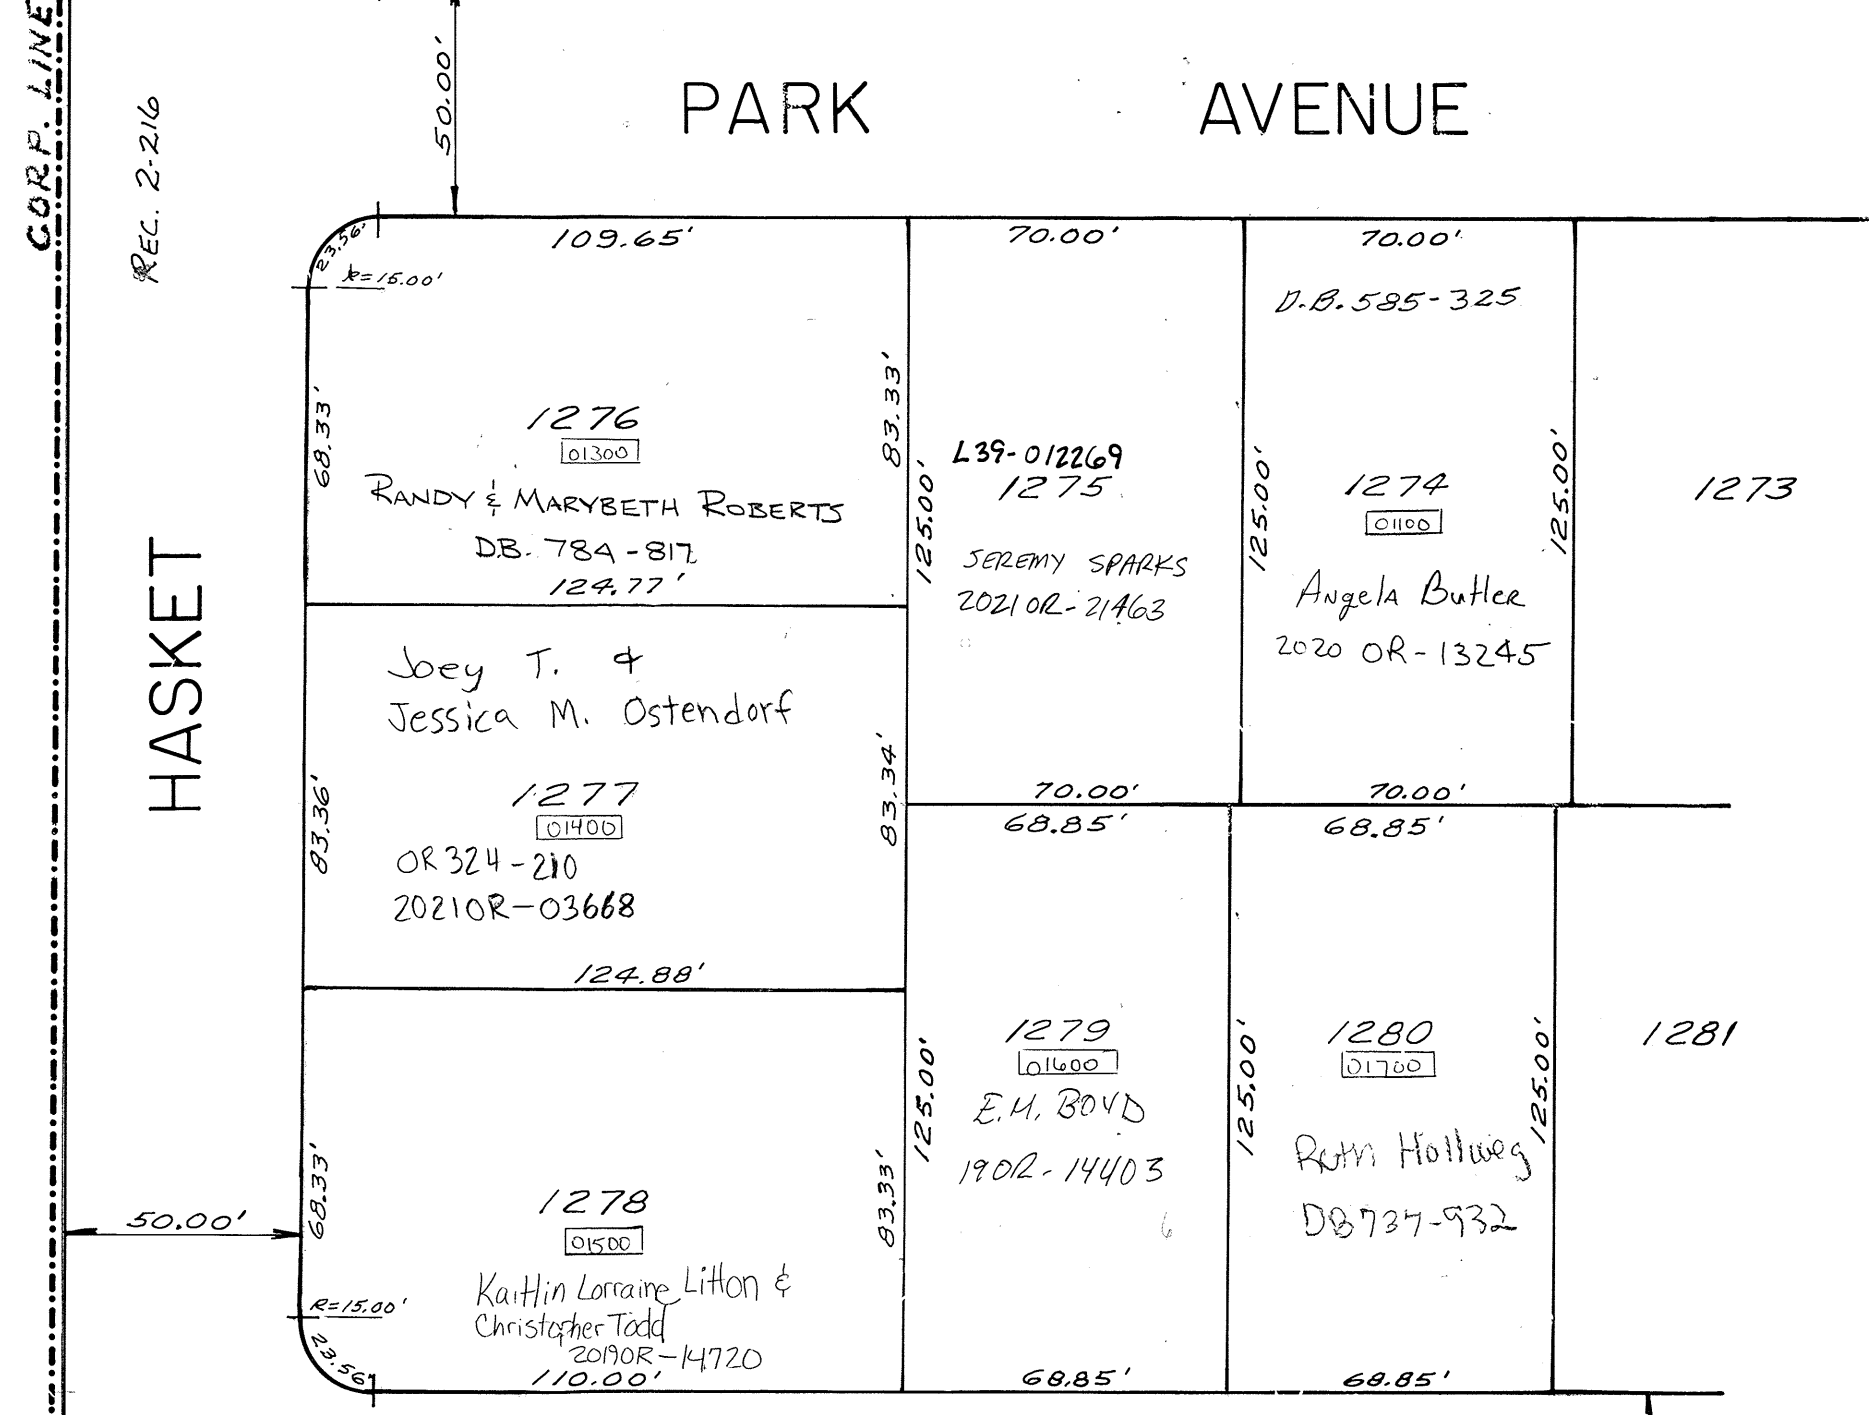 CORP. LINE
REC. 2-216
50.00'
PARK AVENUE
HASKET
23.56'
R=15.00'
109.65'
68.33'
83.33'
1276
01300
RANDY & MARYBETH ROBERTS
D.B. 784-817
124.77'
Joey T. &
Jessica M. Ostendorf
83.36'
83.34'
1277
01400
OR 324-210
2021OR-03668
124.88'
68.33'
83.33'
1278
01500
Kaitlin Lorraine Litton &
Christopher Todd
2019OR-14720
110.00'
50.00'
R=15.00'
23.56'
70.00'
L39-012269
1275
125.00'
JEREMY SPARKS
2021OR-21463
70.00'
70.00'
D.B. 585-325
125.00'
1274
01100
125.00'
Angela Butler
2020 OR-13245
70.00'
1273
68.85'
1279
01600
125.00'
E.M. BOYD
19OR-14403
68.85'
68.85'
1280
01700
125.00'
125.00'
Ruth Hollweg
DB737-932
68.85'
1281